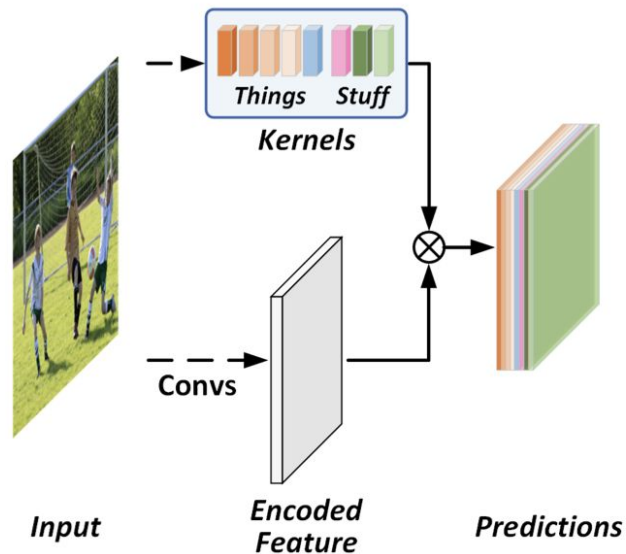 Things Stuff
Kernels
Convs
Input
Encoded
Feature
Predictions